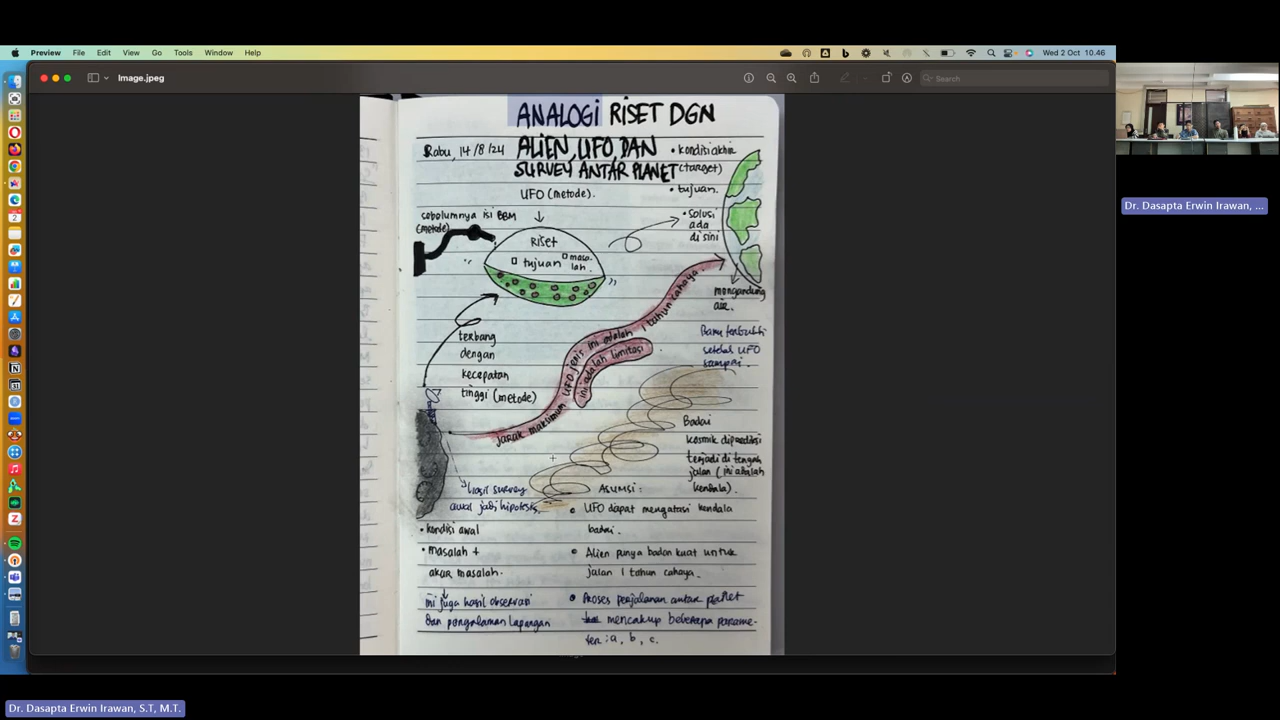 Preview File Edit View Go Tools Window Help
Wed 2 Oct 10.46
Image.jpeg
Search
ANALOGI RISET DGN
Rabu, 14/8/24
ALIEN, UFO, DAN
SURVEY ANTAR PLANET
• kondisi akhir
(target)
• tujuan.
• Solusi
ada
di sini
UFO (metode).
sebelumnya isi BBM
(metode)
Riset
tujuan
masa-
lah.
mengandung
air.
Baru terbukti
setelah UFO
sampai.
terbang
dengan
kecepatan
tinggi (metode)
jarak maksimum UFO jenis ini adalah 1 tahun cahaya.
ini adalah limitasi
Badai
kosmik diprediksi
terjadi di tengah
jalan (ini adalah
kendala).
hasil survey
awal jadi hipotesis.
• kondisi awal
• masalah +
akar masalah.
ini juga hasil observasi
dan pengalaman lapangan
ASUMSI:
• UFO dapat mengatasi kendala
badai.
• Alien punya badan kuat untuk
jalan 1 tahun cahaya.
• Proses perjalanan antar planet
mencakup beberapa parame-
ter: a, b, c.
Dr. Dasapta Erwin Irawan, ...
Dr. Dasapta Erwin Irawan, S.T, M.T.